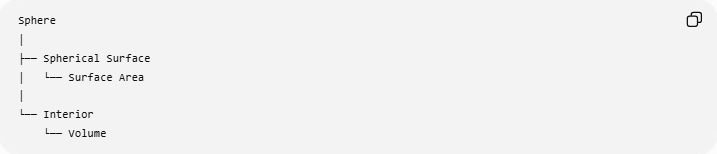 Sphere
│
├── Spherical Surface
│   └── Surface Area
│
└── Interior
    └── Volume